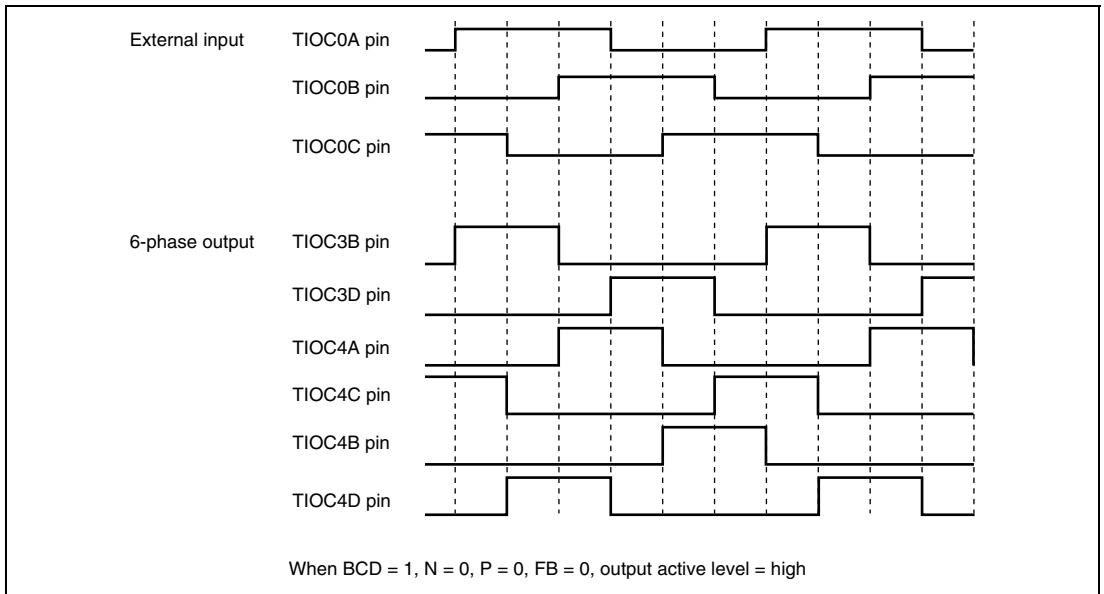 External input TIOC0A pin
TIOC0B pin
TIOC0C pin
6-phase output TIOC3B pin
TIOC3D pin
TIOC4A pin
TIOC4C pin
TIOC4B pin
TIOC4D pin
When BCD = 1, N = 0, P = 0, FB = 0, output active level = high